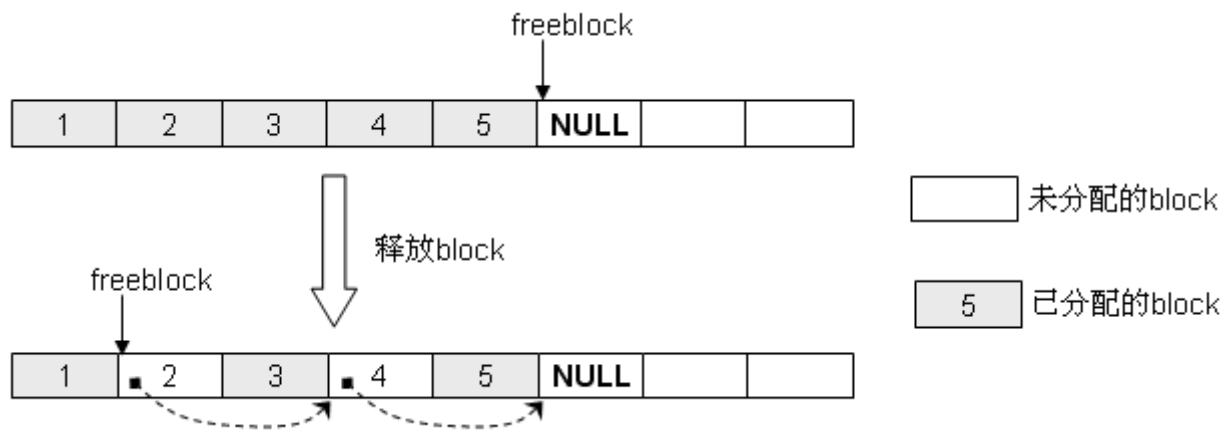 freeblock
1 2 3 4 5 NULL
未分配的block
释放block
freeblock
5 已分配的block
1 2 3 4 5 NULL